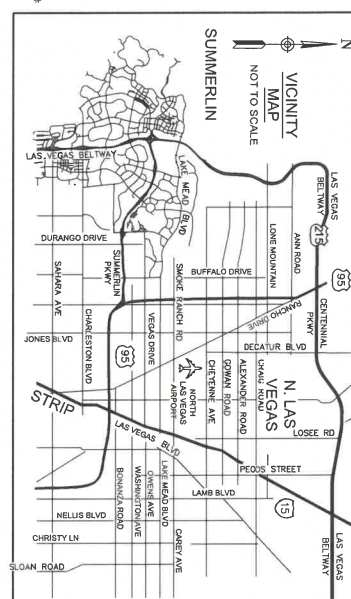 N
VICINITY
MAP
NOT TO SCALE
SUMMERLIN
LAS VEGAS BELTWAY
LAKE MEAD
BLVD
LAS VEGAS
BELTWAY
215
95
ANN ROAD
LONE MOUNTAIN
CENTENNIAL
PKWY
DURANGO DRIVE
BUFFALO DRIVE
RANCHO DRIVE
SUMMERLIN
PKWY
SMOKE RANCH RD
SAHARA AVE
CHARLESTON BLVD
VEGAS DRIVE
JONES BLVD
DECATUR BLVD
95
NORTH
LAS VEGAS
AIRPORT
CHEYENNE AVE
GOWAN ROAD
ALEXANDER ROAD
CRAIG ROAD
N. LAS
VEGAS
LOSEE RD
STRIP
LAS VEGAS BLVD
PECOS STREET
15
LAMB BLVD
NELLIS BLVD
BONANZA ROAD
WASHINGTON AVE
OWENS AVE
LAKE MEAD BLVD
CAREY AVE
CHRISTY LN
SLOAN ROAD
LAS VEGAS
BELTWAY